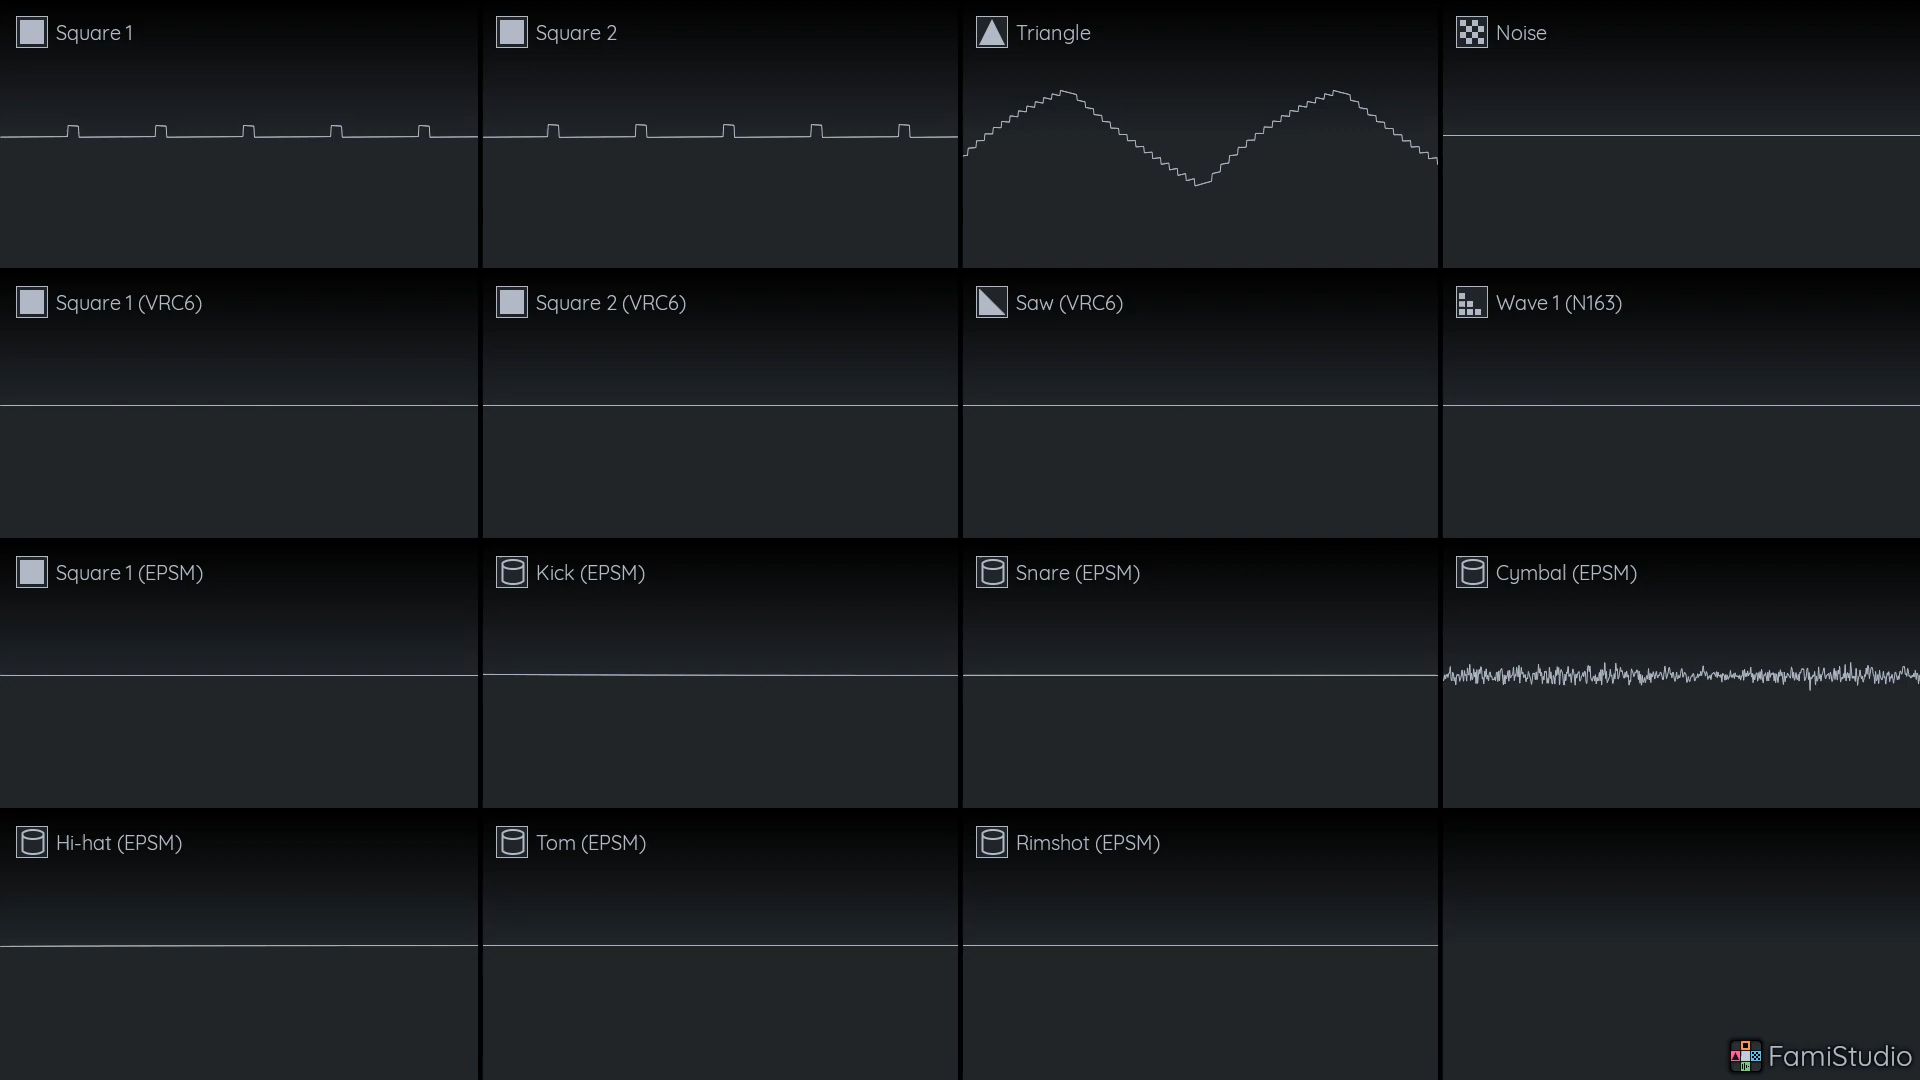 Square 1
Square 2
Triangle
Noise
Square 1 (VRC6)
Square 2 (VRC6)
Saw (VRC6)
Wave 1 (N163)
Square 1 (EPSM)
Kick (EPSM)
Snare (EPSM)
Cymbal (EPSM)
Hi-hat (EPSM)
Tom (EPSM)
Rimshot (EPSM)
FamiStudio